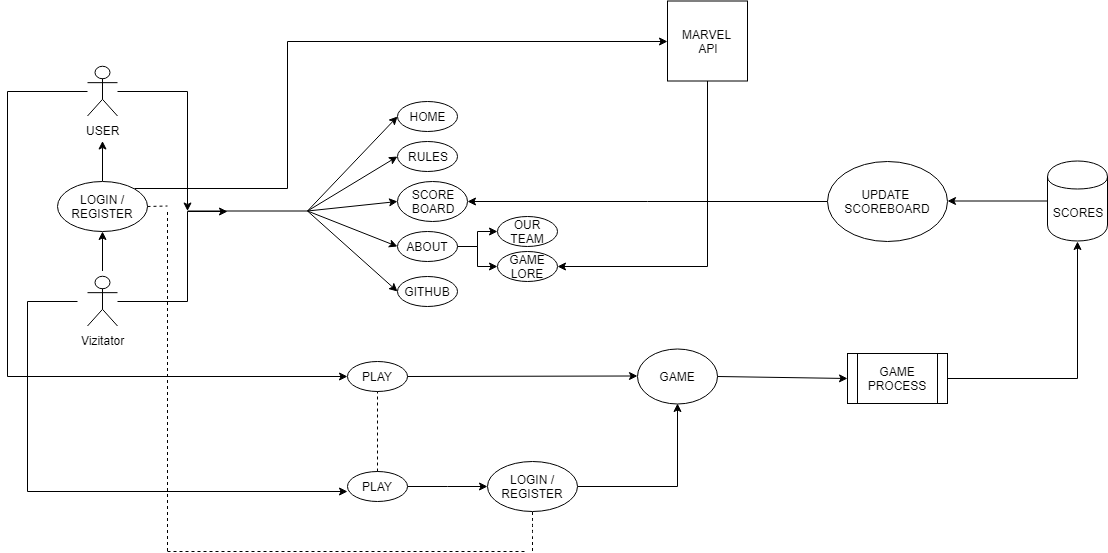 MARVEL
API
USER
HOME
RULES
LOGIN /
REGISTER
SCORE
BOARD
UPDATE
SCOREBOARD
SCORES
ABOUT
OUR
TEAM
GAME
LORE
GITHUB
Vizitator
PLAY
GAME
GAME
PROCESS
PLAY
LOGIN /
REGISTER